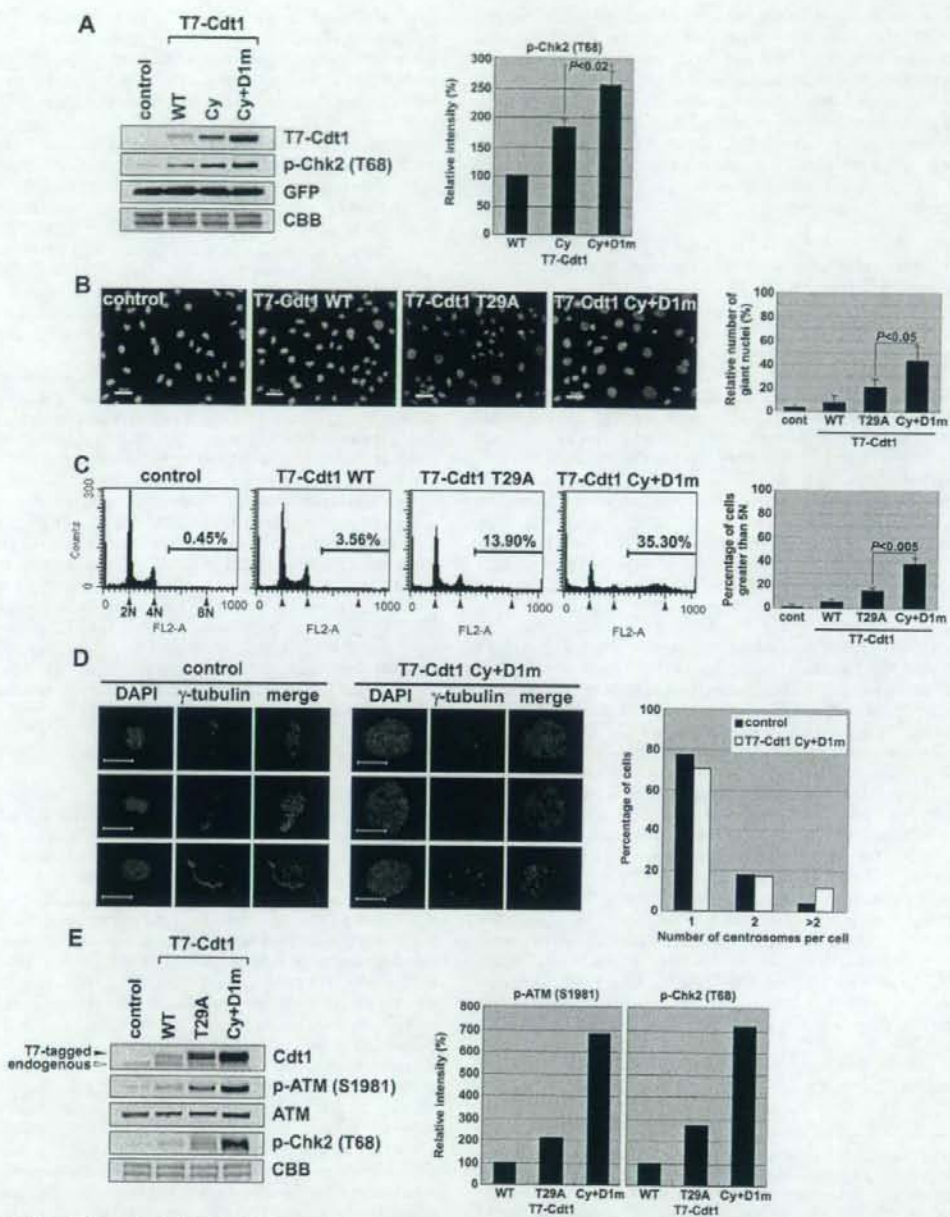 A
T7-Cdt1
control
WT
Cy
Cy+D1m
T7-Cdt1
p-Chk2 (T68)
GFP
CBB
p-Chk2 (T68)
Relative intensity (%)
300
250
200
150
100
50
0
P<0.02
WT Cy Cy+D1m
T7-Cdt1
B
control
T7-Cdt1 WT
T7-Cdt1 T29A
T7-Cdt1 Cy+D1m
Relative number of
giant nuclei (%)
100
80
60
40
20
0
P<0.05
cont WT T29A Cy+D1m
T7-Cdt1
C
control
T7-Cdt1 WT
T7-Cdt1 T29A
T7-Cdt1 Cy+D1m
Counts
300
0
0.45%
3.56%
13.90%
35.30%
2N 4N 8N
0 1000
0 1000
0 1000
0 1000
FL2-A
FL2-A
FL2-A
FL2-A
Percentage of cells
greater than 5N
100
80
60
40
20
0
P<0.005
cont WT T29A Cy+D1m
T7-Cdt1
D
control
DAPI γ-tubulin merge
T7-Cdt1 Cy+D1m
DAPI γ-tubulin merge
Percentage of cells
100
80
60
40
20
0
control
T7-Cdt1 Cy+D1m
1 2 >2
Number of centrosomes per cell
E
T7-Cdt1
control
WT
T29A
Cy+D1m
T7-tagged
endogenous
Cdt1
p-ATM (S1981)
ATM
p-Chk2 (T68)
CBB
p-ATM (S1981)
p-Chk2 (T68)
Relative intensity (%)
800
700
600
500
400
300
200
100
0
WT T29A Cy+D1m
T7-Cdt1
WT T29A Cy+D1m
T7-Cdt1